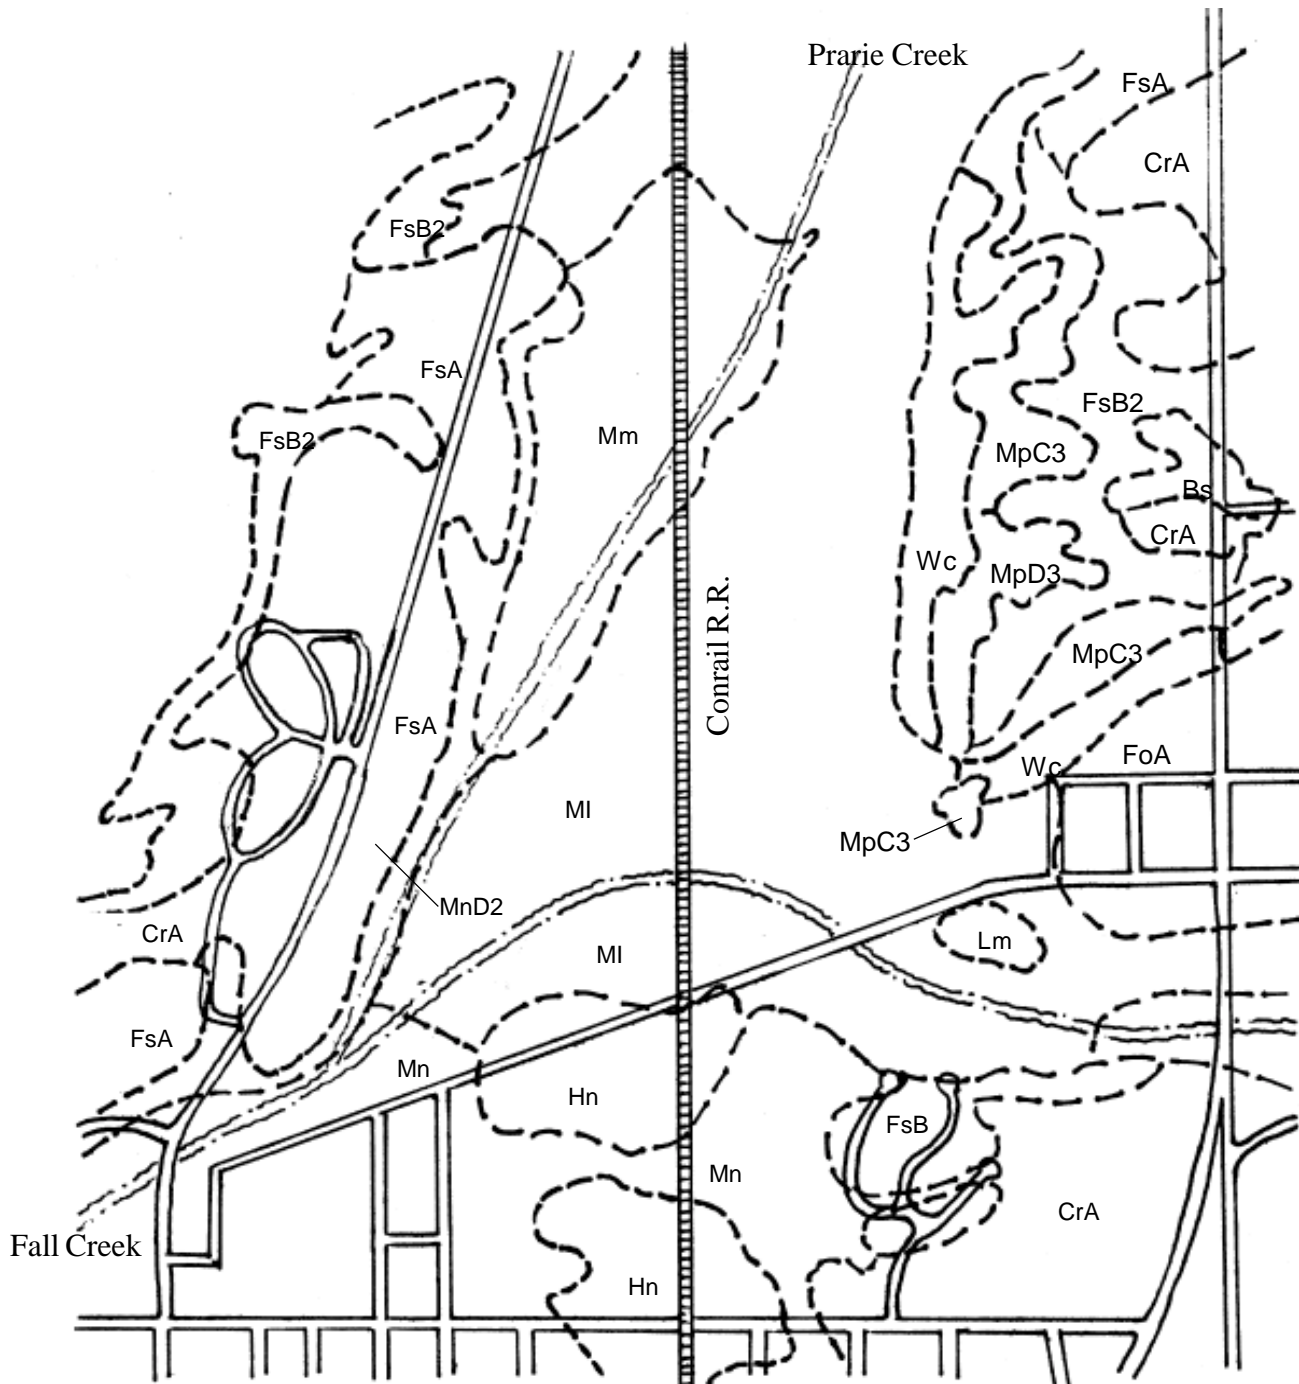 Prarie Creek
FsA
CrA
FsB2
FsA
FsB2
FsB2
Mm
MpC3
Bs
CrA
Wc
MpD3
Conrail R.R.
MpC3
FsA
FoA
Wc
Ml
MpC3
MnD2
CrA
Lm
Ml
FsA
Mn
Hn
FsB
Mn
CrA
Fall Creek
Hn